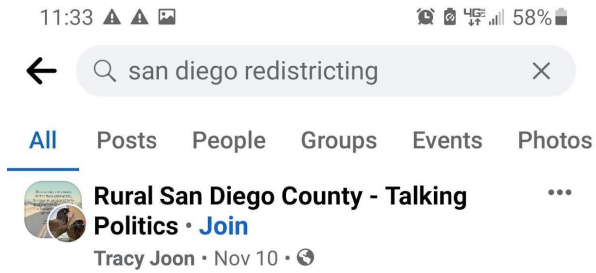 11:33 4GE 58%
san diego redistricting
All Posts People Groups Events Photos
Rural San Diego County - Talking
Politics · Join
Tracy Joon · Nov 10 ·